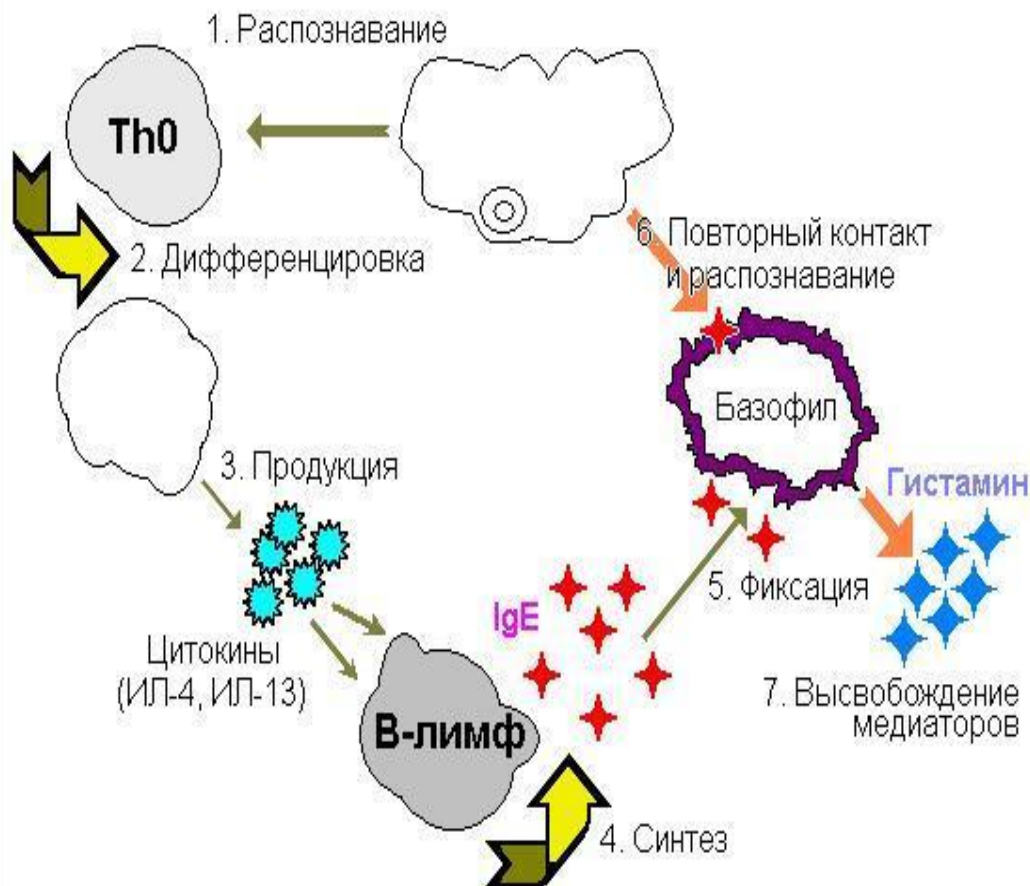 1. Распознавание
Th0
2. Дифференцировка
3. Продукция
Цитокины
(ИЛ-4, ИЛ-13)
В-лимф
4. Синтез
IgE
5. Фиксация
6. Повторный контакт
и распознавание
Базофил
Гистамин
7. Высвобождение
медиаторов